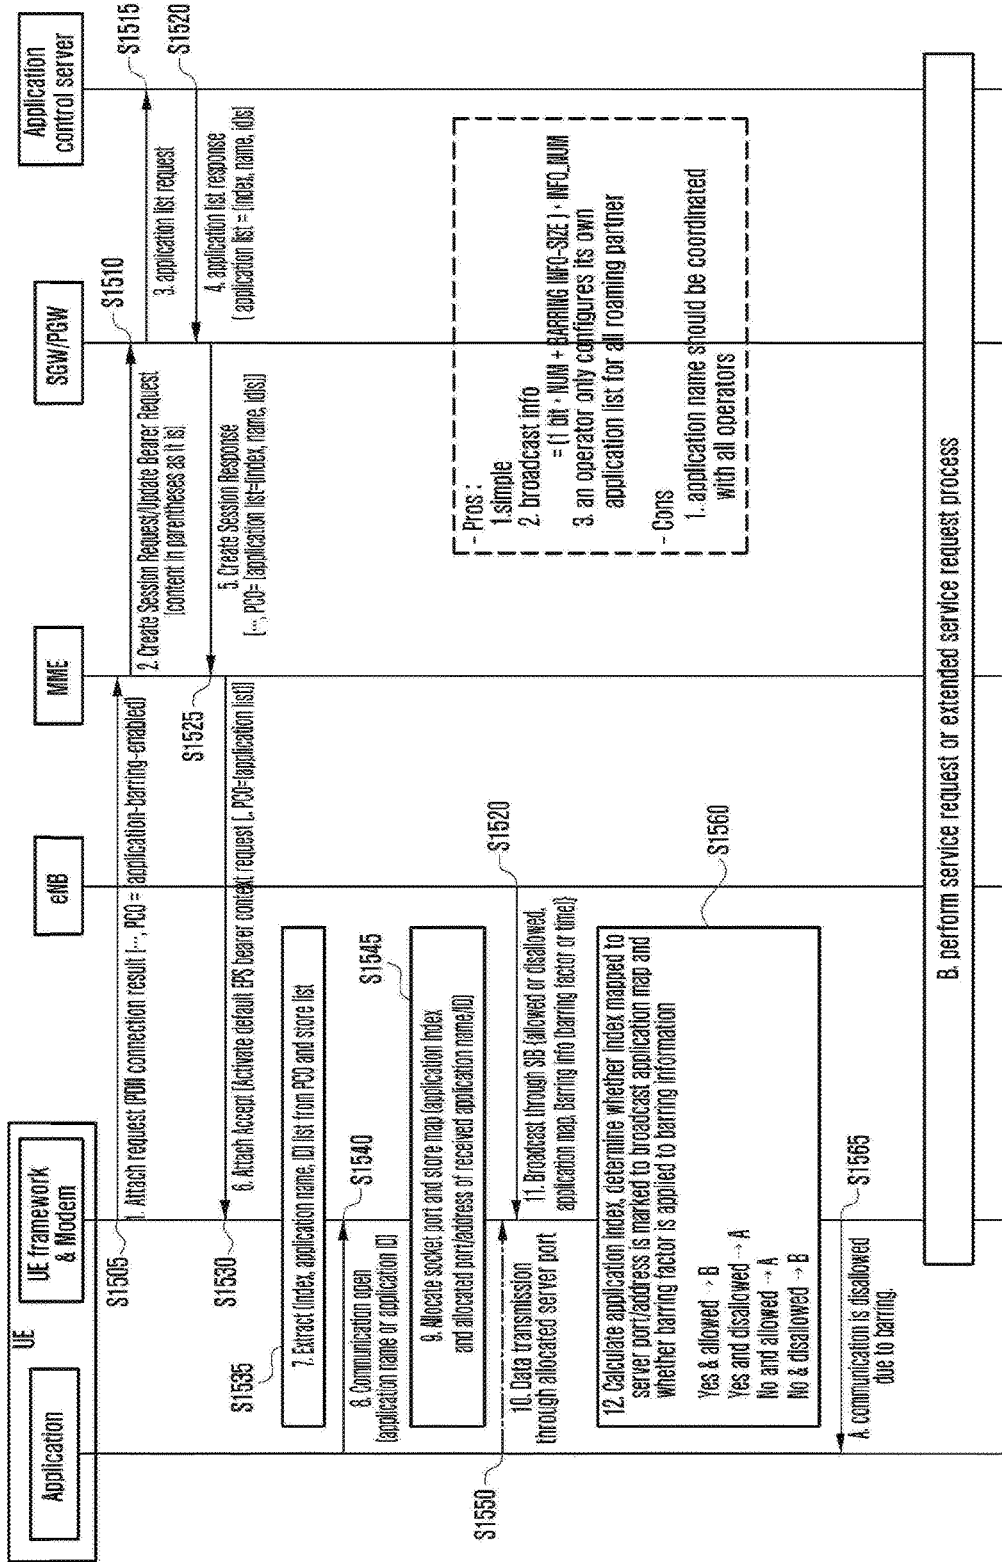 UE
Application
UE framework
& Modem
eNB
MME
SGW/PGW
Application
control server
S1505
1. Attach request [PDN connection result [..., PCO = application-barring-enabled]
S1510
2. Create Session Request/Update Bearer Request
[content in parentheses as it is]
S1515
3. application list request
S1520
4. application list response
( application list = [index, name, id]s]
S1525
5. Create Session Response
[..., PCO= [application list=[index, name, id]s]]
S1530
6. Attach Accept [Activate default EPS bearer context request [, PCO=[application list]]
S1535
7. Extract [Index, application name, ID] list from PCO and store list
S1540
8. Communication open
[application name or application ID]
S1545
9. Allocate socket port and store map [application Index
and allocated port/address of received application name/ID]
S1550
10. Data transmission
through allocated server port
S1520
11. Broadcast through SIB [allowed or disallowed,
application map, Barring info [barring factor or time]]
S1560
12. Calculate application Index, determine whether Index mapped to
server port/address is marked to broadcast application map and
whether barring factor is applied to barring information
Yes & allowed → B
Yes and disallowed → A
No and allowed → A
No & disallowed → B
- Pros :
1.simple
2. broadcast info
= (1 bit * NUM + BARRING INFO-SIZE ) * INFO_NUM
3. an operator only configures its own
application list for all roaming partner
- Cons
1. application name should be coordinated
with all operators
S1565
A. communication is disallowed
due to barring.
B. perform service request or extended service request process